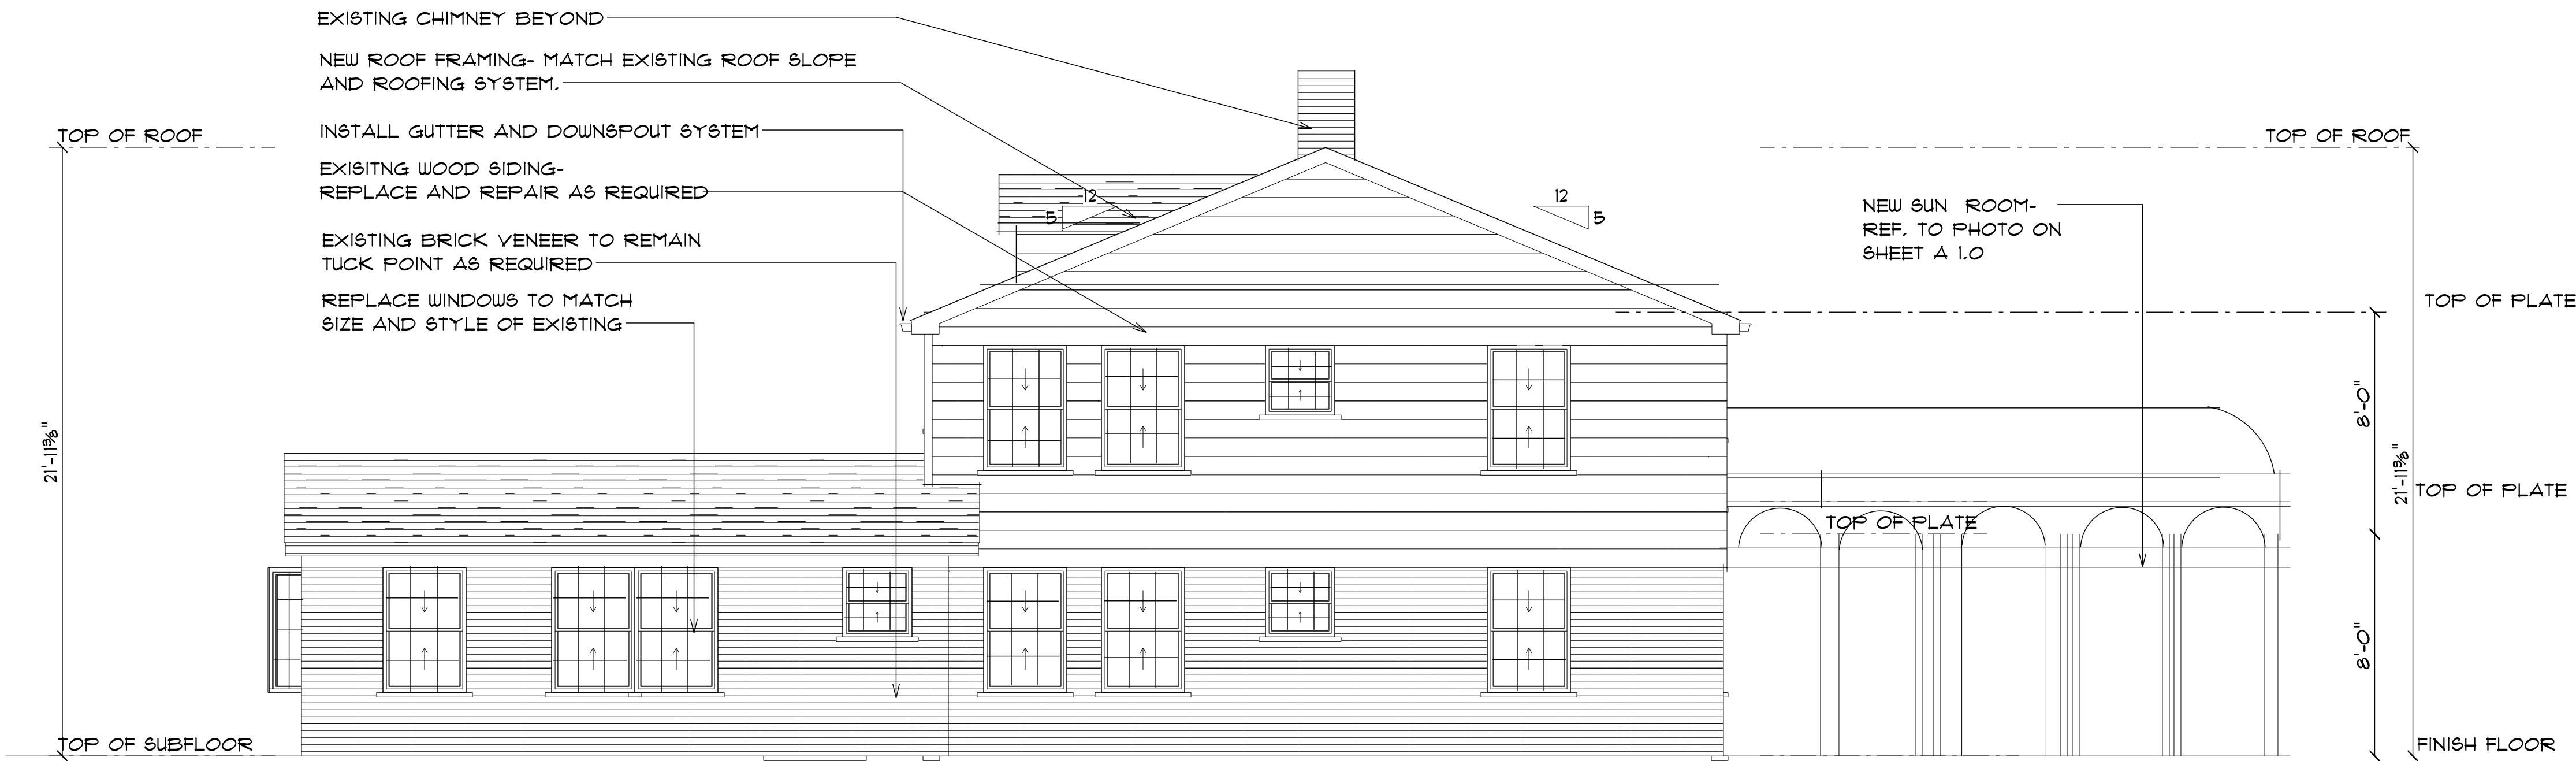 EXISTING CHIMNEY BEYOND
NEW ROOF FRAMING- MATCH EXISTING ROOF SLOPE
AND ROOFING SYSTEM.
INSTALL GUTTER AND DOWNSPOUT SYSTEM
EXISITNG WOOD SIDING-
REPLACE AND REPAIR AS REQUIRED
EXISTING BRICK VENEER TO REMAIN
TUCK POINT AS REQUIRED
REPLACE WINDOWS TO MATCH
SIZE AND STYLE OF EXISTING
TOP OF ROOF
21'-11⅜"
TOP OF SUBFLOOR
12
5
12
5
NEW SUN ROOM-
REF. TO PHOTO ON
SHEET A 1.0
TOP OF ROOF
TOP OF PLATE
8'-0"
21'-11⅜"
TOP OF PLATE
TOP OF PLATE
8'-0"
FINISH FLOOR